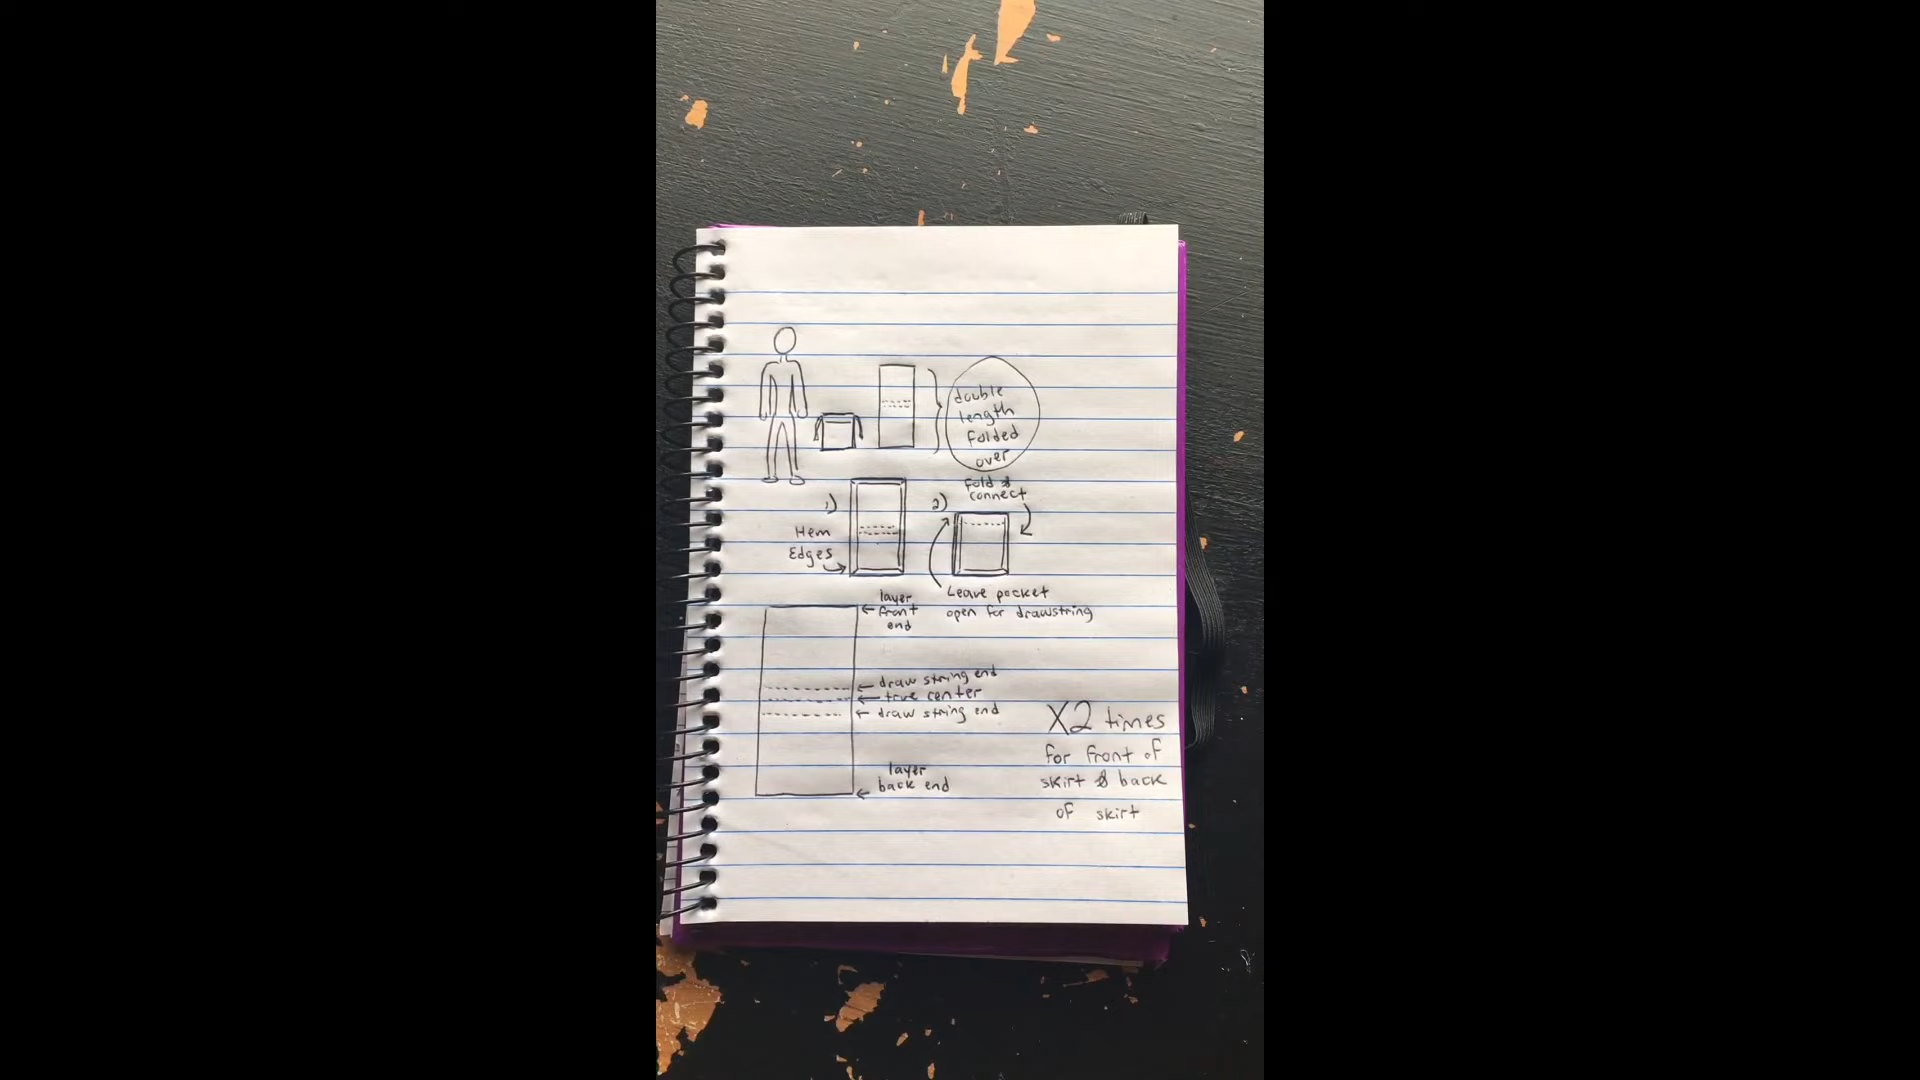 double
length
folded
over
1)
Hem
Edges
2)
Fold &
connect
Leave pocket
open for drawstring
layer
front
end
draw string end
true center
draw string end
layer
back end
X2 times
for front of
skirt & back
of skirt